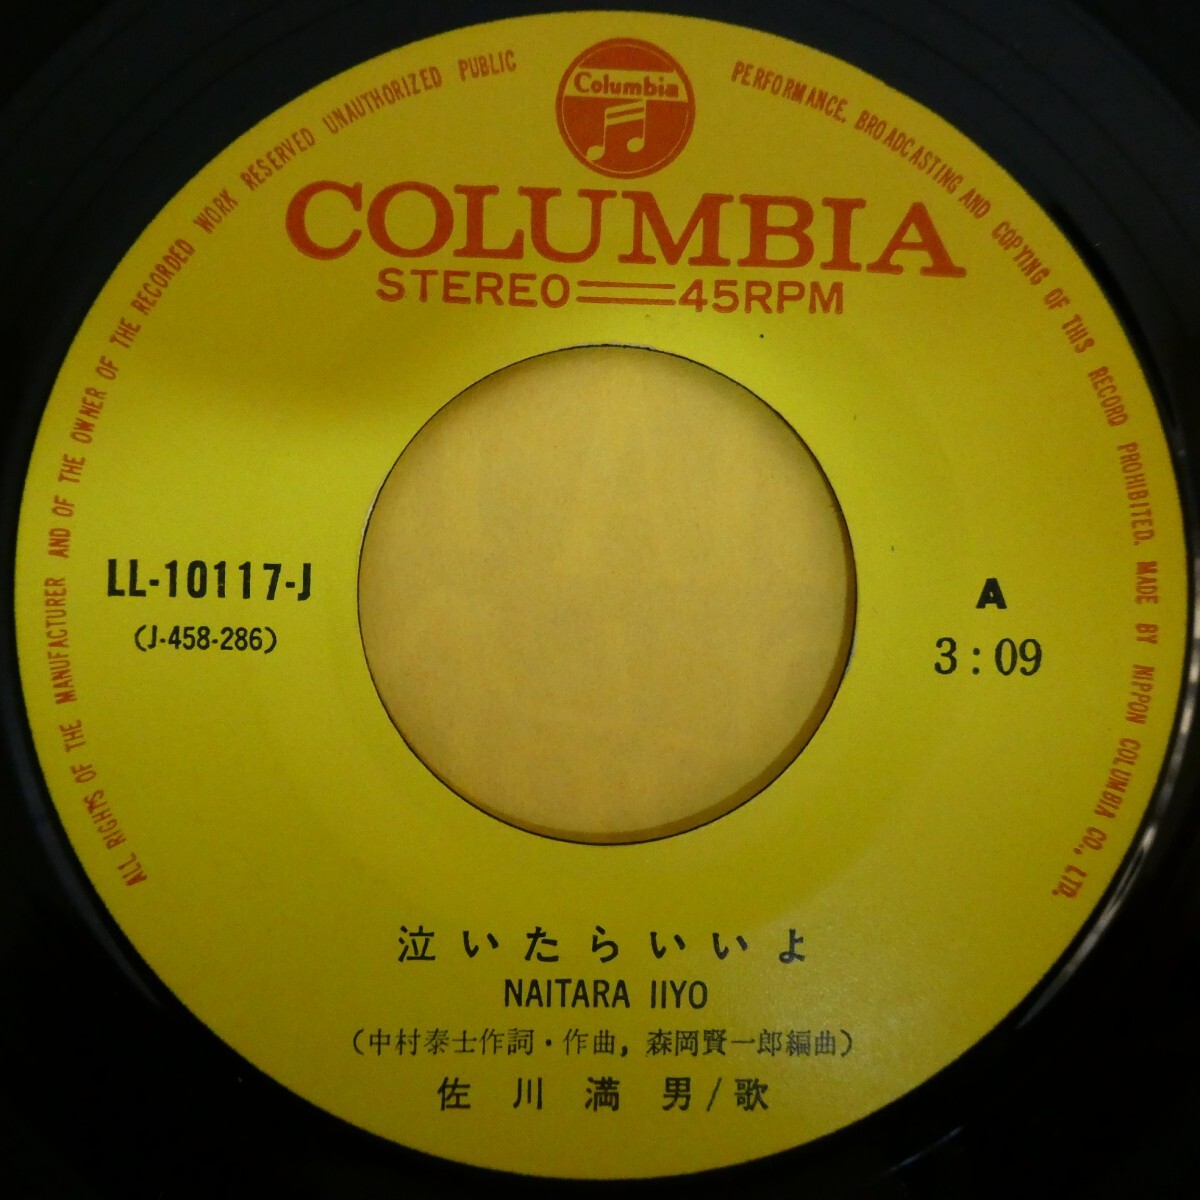 ALL RIGHTS OF THE MANUFACTURER AND OF THE OWNER OF THE RECORDED WORK RESERVED UNAUTHORIZED PUBLIC PERFORMANCE, BROADCASTING AND COPYING OF THIS RECORD PROHIBITED. MADE BY NIPPON COLUMBIA CO., LTD.
Columbia
COLUMBIA
STEREO 45RPM
LL-10117-J
(J-458-286)
A
3:09
泣いたらいいよ
NAITARA IIYO
(中村泰士作詞・作曲, 森岡賢一郎編曲)
佐川満男/歌